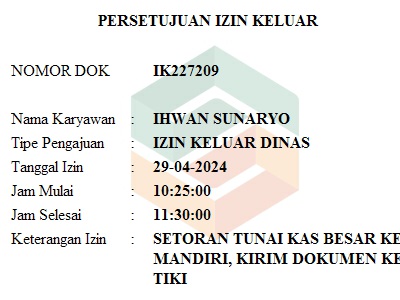 PERSETUJUAN IZIN KELUAR
NOMOR DOK IK227209
Nama Karyawan : IHWAN SUNARYO
Tipe Pengajuan : IZIN KELUAR DINAS
Tanggal Izin : 29-04-2024
Jam Mulai : 10:25:00
Jam Selesai : 11:30:00
Keterangan Izin : SETORAN TUNAI KAS BESAR KE
MANDIRI, KIRIM DOKUMEN KE
TIKI